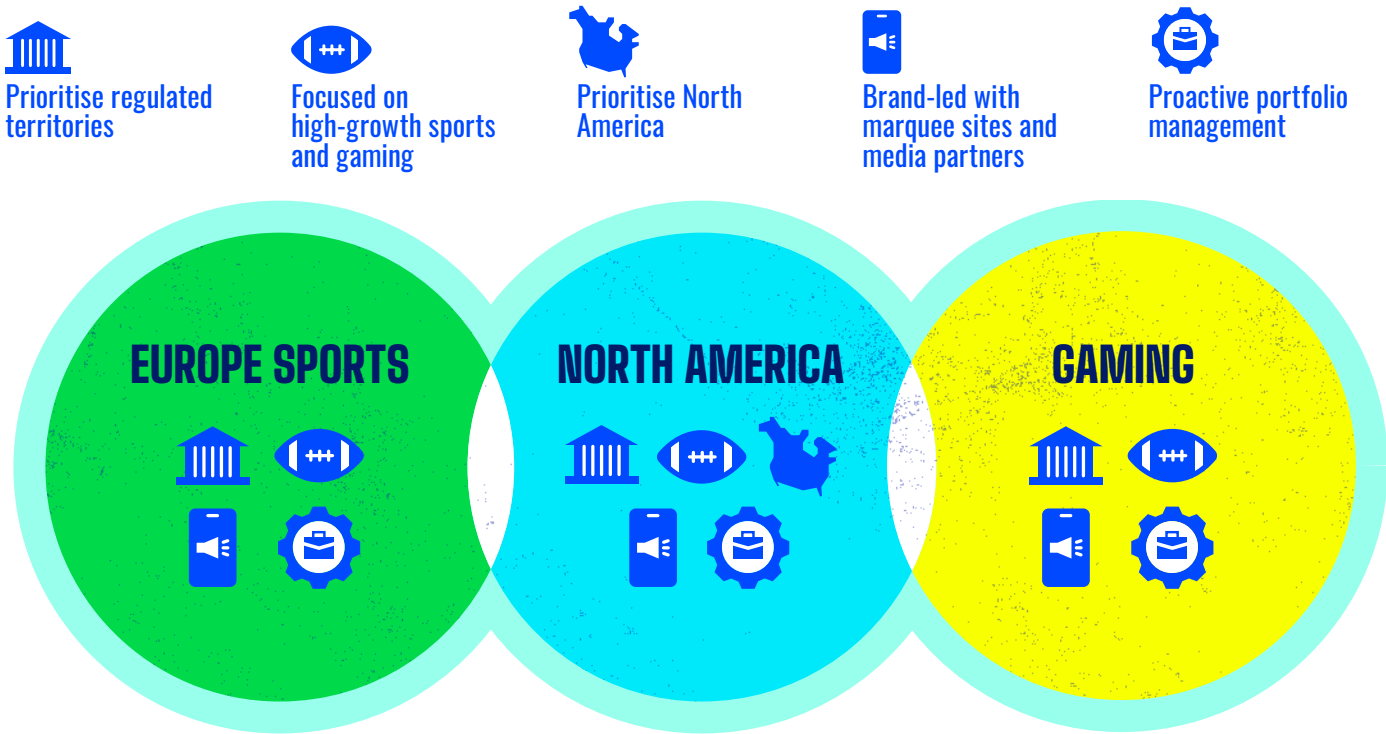 Prioritise regulated
territories
Focused on
high-growth sports
and gaming
Prioritise North
America
Brand-led with
marquee sites and
media partners
Proactive portfolio
management
EUROPE SPORTS
NORTH AMERICA
GAMING